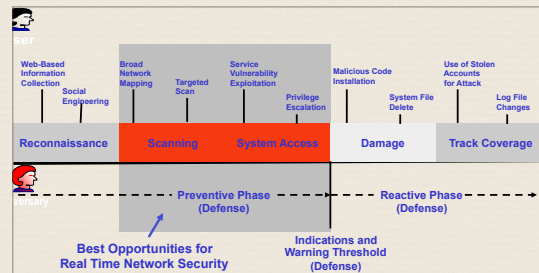 ser
Web-Based
Information
Collection
Social
Engineering
Broad
Network
Mapping
Targeted
Scan
Service
Vulnerability
Exploitation
Privilege
Escalation
Malicious Code
Installation
System File
Delete
Use of Stolen
Accounts
for Attack
Log File
Changes
Reconnaissance
Scanning
System Access
Damage
Track Coverage
versary
Preventive Phase
(Defense)
Reactive Phase
(Defense)
Best Opportunities for
Real Time Network Security
Indications and
Warning Threshold
(Defense)